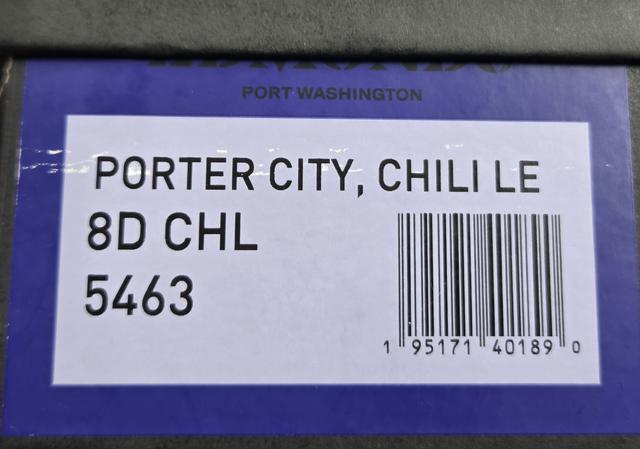 PORT WASHINGTON
PORTER CITY, CHILI LE
8D CHL
5463
1 95171 40189 0